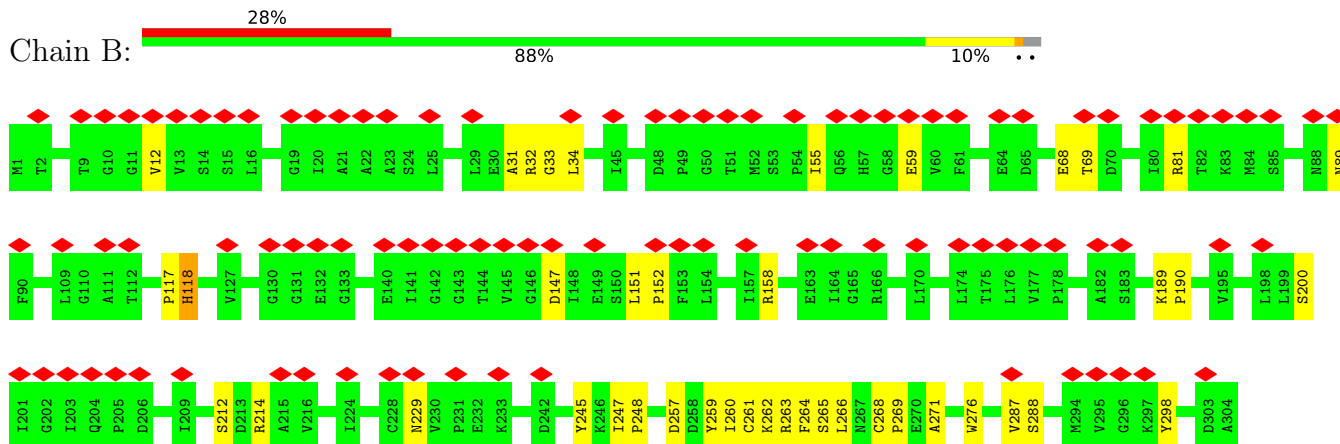 28%
Chain B:
88% 10% • •
M1 T2 T9 G10 G11 V12 V13 S14 S15 L16 G19 I20 A21 A22 A23 S24 L25 L29 E30 A31 R32 G33 L34 I45 D48 P49 G50 T51 M52 S53 P54 I55 Q56 H57 G58 E59 V60 F61 E64 D65 E68 T69 D70 I80 R81 T82 K83 M84 S85 N88 N89
F90 L109 G110 A111 T112 P117 H118 V127 G130 G131 E132 G133 E140 I141 G142 G143 T144 V145 G146 D147 I148 E149 S150 L151 P152 F153 L154 I157 R158 E163 I164 G165 R166 L170 L174 T175 L176 V177 P178 A182 S183 K189 P190 V195 L198 L199 S200
I201 G202 I203 Q204 P205 D206 I209 S212 D213 R214 A215 V216 I224 G228 N229 V230 P231 E232 K233 D242 Y245 K246 I247 P248 D257 D258 Y259 I260 C261 K262 R263 F264 S265 L266 N267 C268 P269 E270 A271 W276 V287 S288 M294 V295 G296 K297 Y298 D303 A304